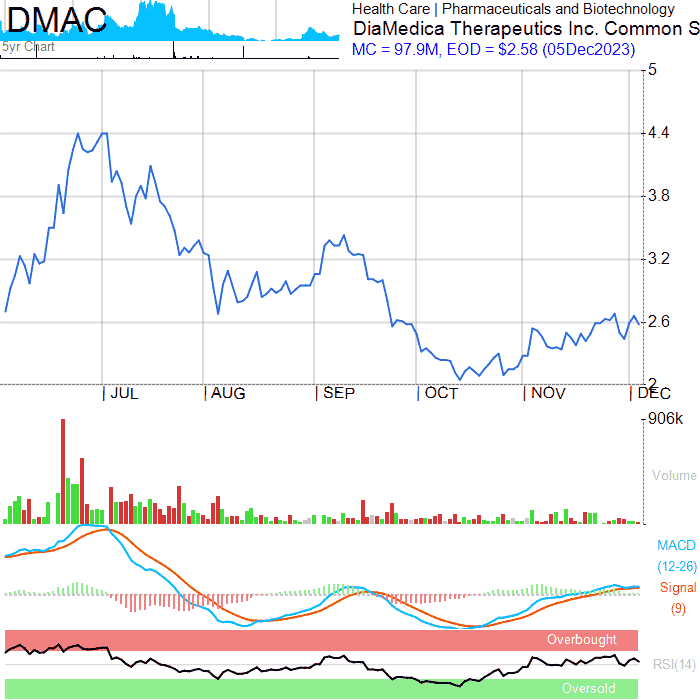 DMAC
5yr Chart
Health Care | Pharmaceuticals and Biotechnology
DiaMedica Therapeutics Inc. Common S
MC = 97.9M, EOD = $2.58 (05Dec2023)
5
4.4
3.8
3.2
2.6
2
JUL
AUG
SEP
OCT
NOV
DEC
906k
Volume
MACD
(12-26)
Signal
(9)
Overbought
RSI(14)
Oversold